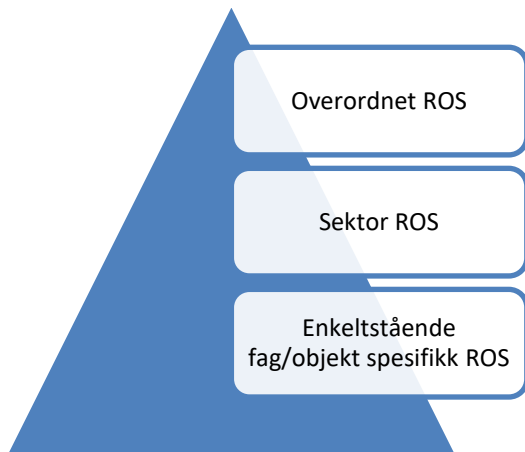 Overordnet ROS
Sektor ROS
Enkeltstående
fag/objekt spesifikk ROS